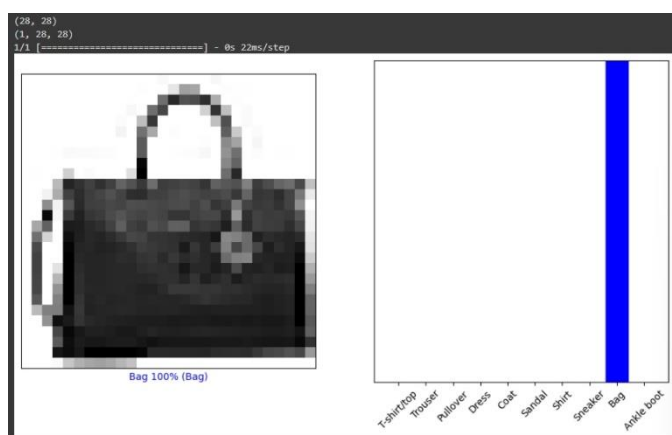 (28, 28)
(1, 28, 28)
1/1 [==============================] - 0s 22ms/step
Bag 100% (Bag)
T-shirt/top
Trouser
Pullover
Dress
Coat
Sandal
Shirt
Sneaker
Bag
Ankle boot